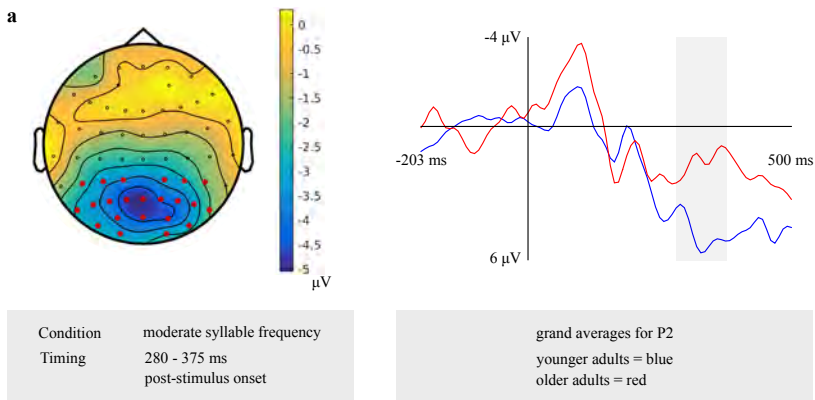 a
0
-0.5
-1
-1.5
-2
-2.5
-3
-3.5
-4
-4.5
-5
μV
-4 μV
-203 ms
500 ms
6 μV
Condition moderate syllable frequency
Timing 280 - 375 ms
post-stimulus onset
grand averages for P2
younger adults = blue
older adults = red